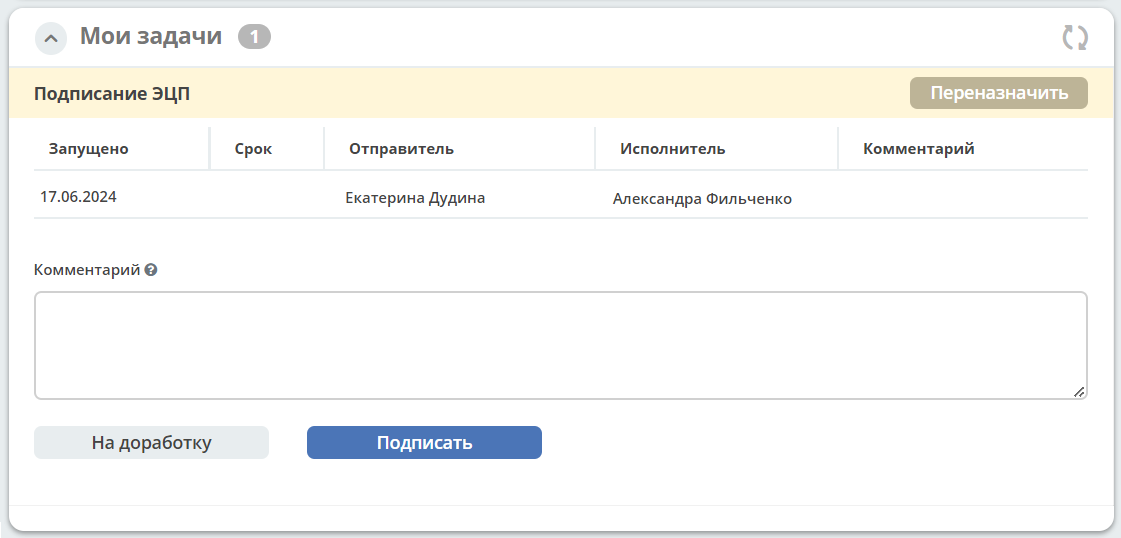 Мои задачи 1
Подписание ЭЦП Переназначить
Запущено Срок Отправитель Исполнитель Комментарий
17.06.2024 Екатерина Дудина Александра Фильченко
Комментарий ?
На доработку Подписать